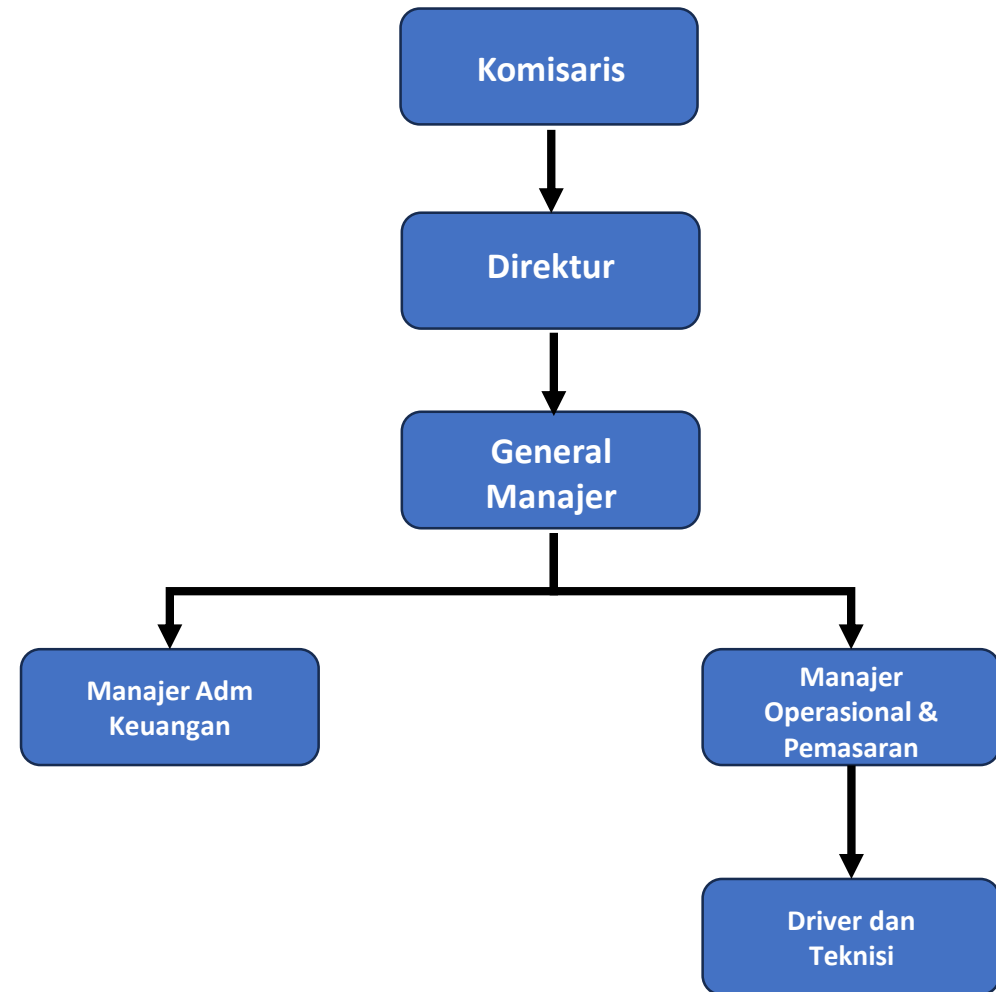 Komisaris
Direktur
General
Manajer
Manajer Adm
Keuangan
Manajer
Operasional &
Pemasaran
Driver dan
Teknisi